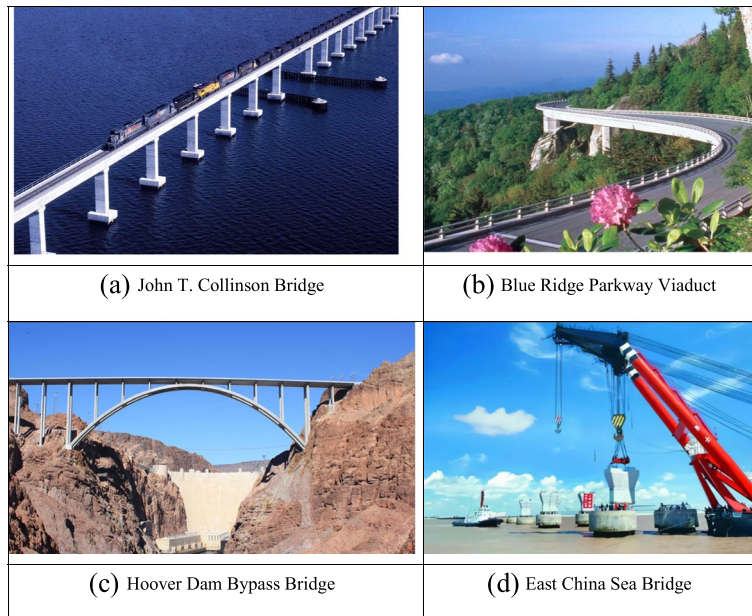 (a) John T. Collinson Bridge
(b) Blue Ridge Parkway Viaduct
(c) Hoover Dam Bypass Bridge
(d) East China Sea Bridge